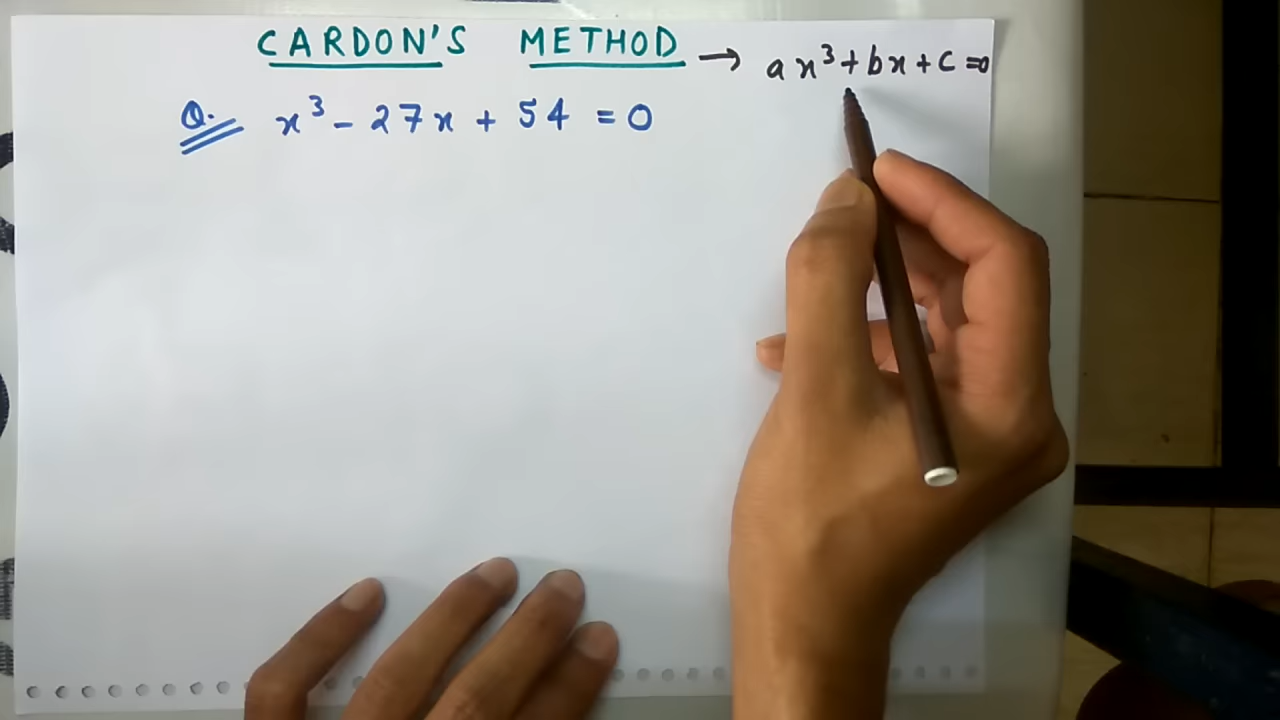 CARDON'S METHOD → ax³+bx+c=0
Q. x³-27x+54=0